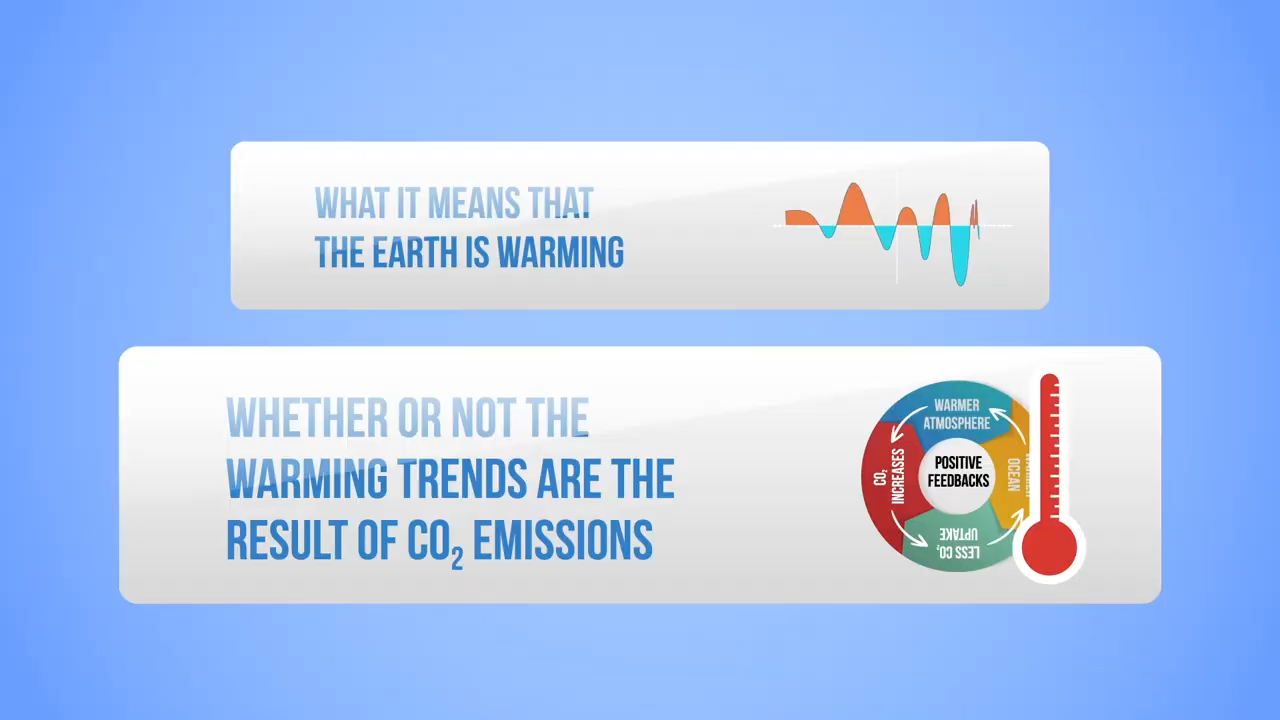 WHAT IT MEANS THAT
THE EARTH IS WARMING
WHETHER OR NOT THE
WARMING TRENDS ARE THE
RESULT OF CO₂ EMISSIONS
WARMER
ATMOSPHERE
CO₂
INCREASES
POSITIVE
FEEDBACKS
OCEAN
LESS CO₂
UPTAKE